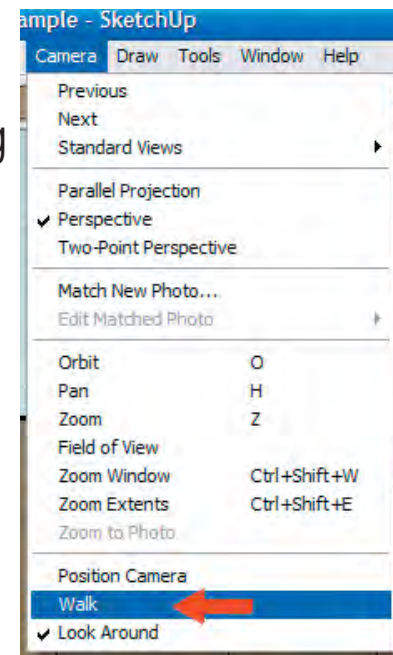 ample - SketchUp
Camera Draw Tools Window Help
g
Previous
Next
Standard Views
Parallel Projection
Perspective
Two-Point Perspective
Match New Photo...
Edit Matched Photo
Orbit O
Pan H
Zoom Z
Field of View
Zoom Window Ctrl+Shift+W
Zoom Extents Ctrl+Shift+E
Zoom to Photo
Position Camera
Walk
Look Around